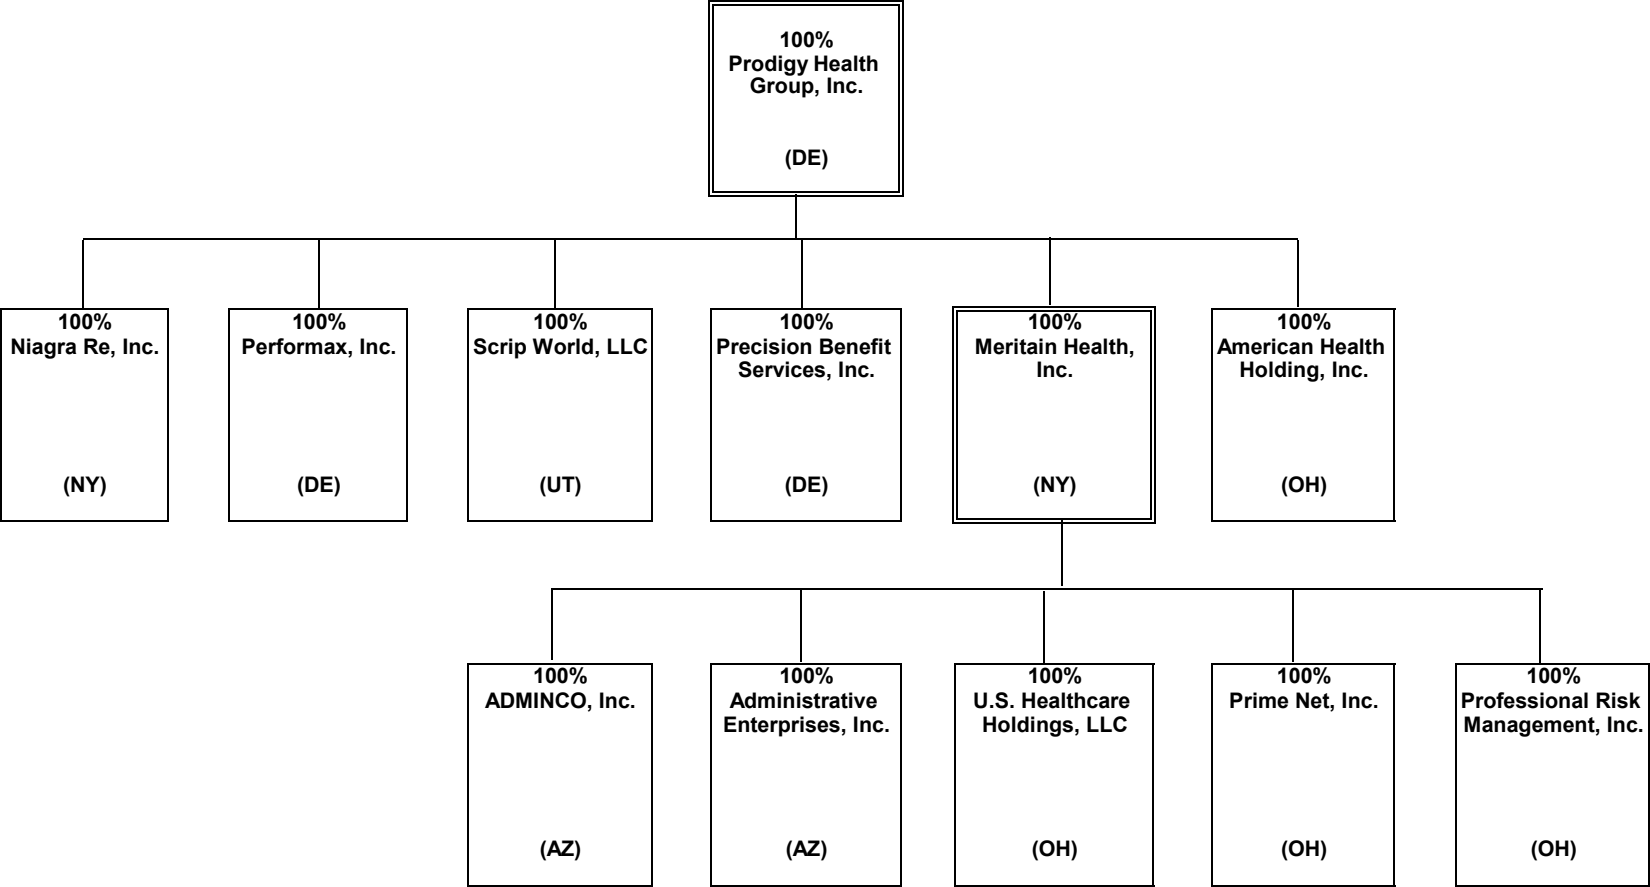 100%
Prodigy Health
Group, Inc.
(DE)
100%
Niagra Re, Inc.
(NY)
100%
Performax, Inc.
(DE)
100%
Scrip World, LLC
(UT)
100%
Precision Benefit
Services, Inc.
(DE)
100%
Meritain Health,
Inc.
(NY)
100%
American Health
Holding, Inc.
(OH)
100%
ADMINCO, Inc.
(AZ)
100%
Administrative
Enterprises, Inc.
(AZ)
100%
U.S. Healthcare
Holdings, LLC
(OH)
100%
Prime Net, Inc.
(OH)
100%
Professional Risk
Management, Inc.
(OH)